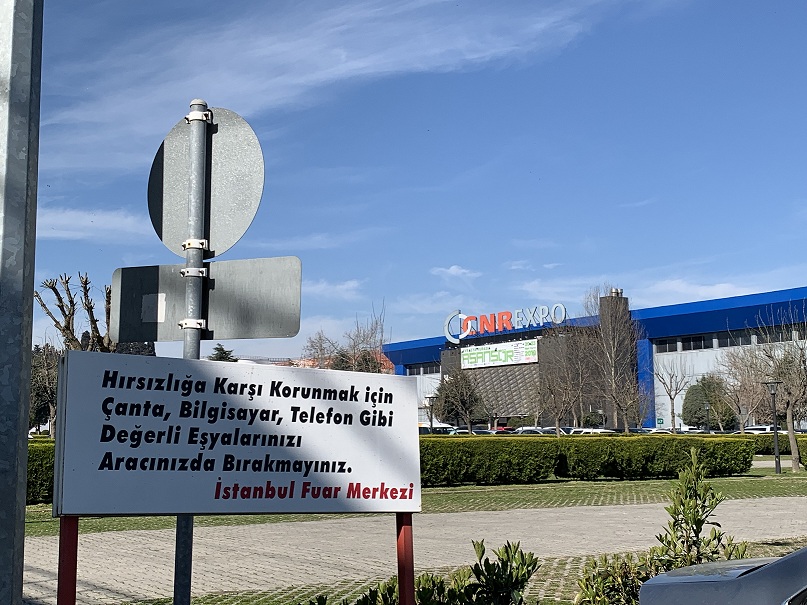 CNR EXPO
ASANSÖR
Hırsızlığa Karşı Korunmak için
Çanta, Bilgisayar, Telefon Gibi
Değerli Eşyalarınızı
Aracınızda Bırakmayınız.
İstanbul Fuar Merkezi